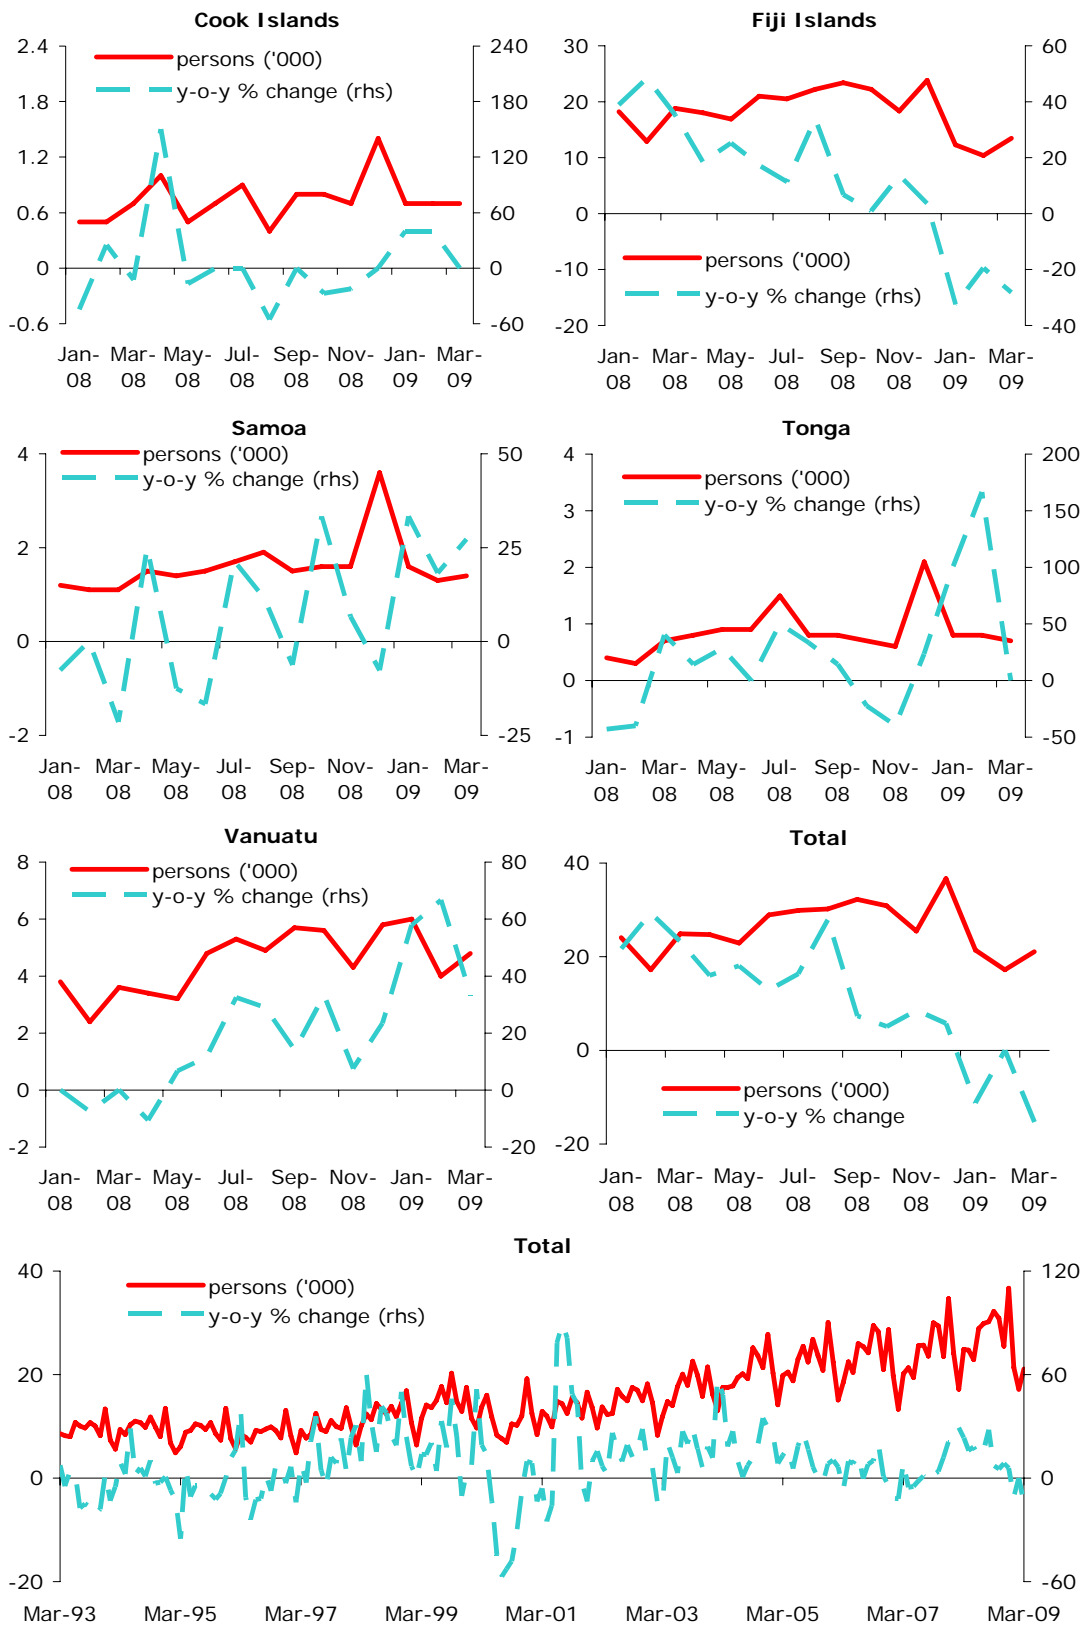 Cook Islands
2.4
1.8
1.2
0.6
0
-0.6
persons ('000)
y-o-y % change (rhs)
240
180
120
60
0
-60
Jan-08 Mar-08 May-08 Jul-08 Sep-08 Nov-08 Jan-09 Mar-09
Fiji Islands
30
20
10
0
-10
-20
persons ('000)
y-o-y % change (rhs)
60
40
20
0
-20
-40
Jan-08 Mar-08 May-08 Jul-08 Sep-08 Nov-08 Jan-09 Mar-09
Samoa
4
2
0
-2
persons ('000)
y-o-y % change (rhs)
50
25
0
-25
Jan-08 Mar-08 May-08 Jul-08 Sep-08 Nov-08 Jan-09 Mar-09
Tonga
4
3
2
1
0
-1
persons ('000)
y-o-y % change (rhs)
200
150
100
50
0
-50
Jan-08 Mar-08 May-08 Jul-08 Sep-08 Nov-08 Jan-09 Mar-09
Vanuatu
8
6
4
2
0
-2
persons ('000)
y-o-y % change (rhs)
80
60
40
20
0
-20
Jan-08 Mar-08 May-08 Jul-08 Sep-08 Nov-08 Jan-09 Mar-09
Total
40
20
0
-20
persons ('000)
y-o-y % change
Jan-08 Mar-08 May-08 Jul-08 Sep-08 Nov-08 Jan-09 Mar-09
Total
40
20
0
-20
persons ('000)
y-o-y % change (rhs)
120
60
0
-60
Mar-93 Mar-95 Mar-97 Mar-99 Mar-01 Mar-03 Mar-05 Mar-07 Mar-09